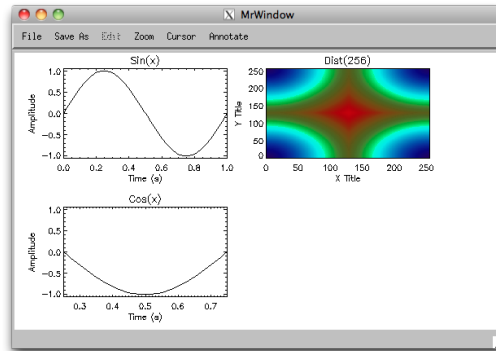 MrWindow
File Save As Edit Zoom Cursor Annotate
Sin(x)
Amplitude
1.0
0.5
0.0
-0.5
-1.0
0.0 0.2 0.4 0.6 0.8 1.0
Time (s)
Dist(256)
Y Title
250
200
150
100
50
0
0 50 100 150 200 250
X Title
Cos(x)
Amplitude
1.0
0.5
0.0
-0.5
-1.0
0.3 0.4 0.5 0.6 0.7
Time (s)